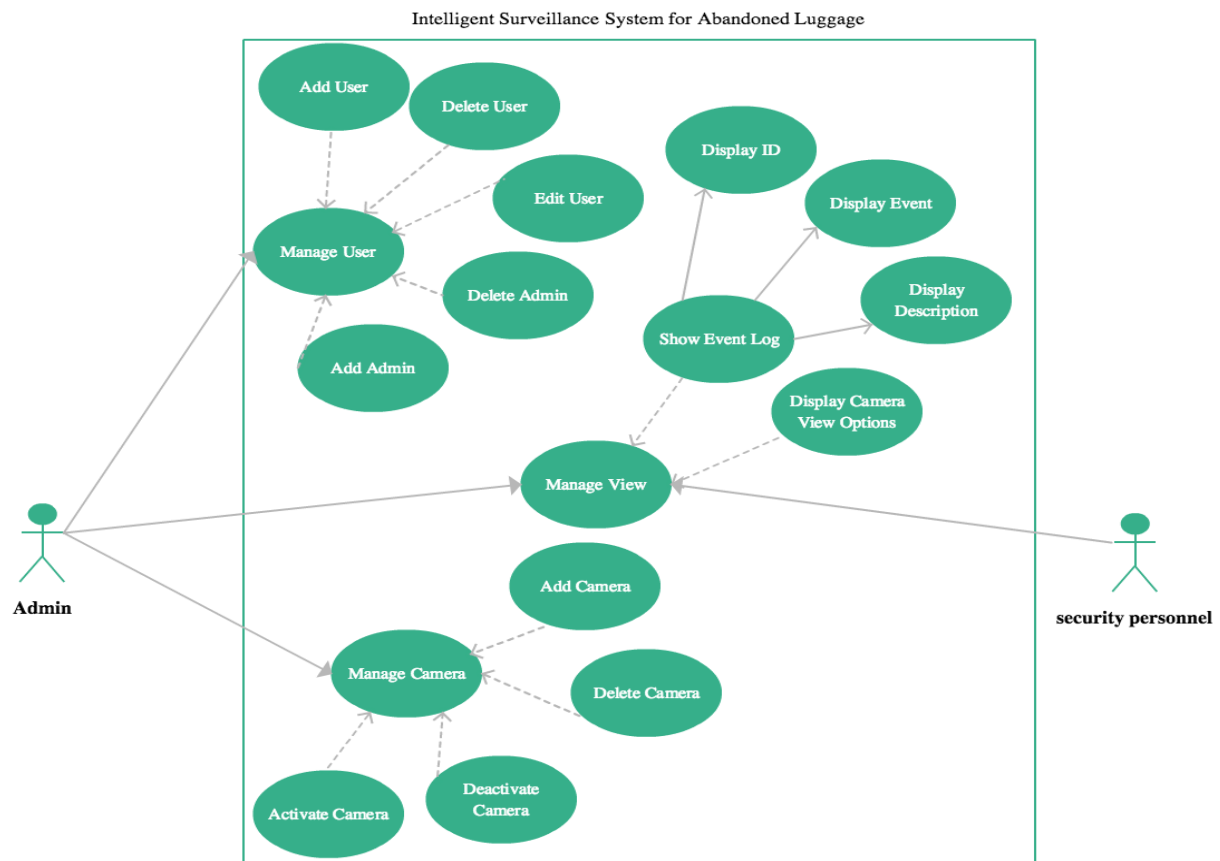 Intelligent Surveillance System for Abandoned Luggage
Add User
Delete User
Display ID
Edit User
Display Event
Manage User
Delete Admin
Display
Description
Show Event Log
Add Admin
Display Camera
View Options
Manage View
Admin
Add Camera
security personnel
Manage Camera
Delete Camera
Activate Camera
Deactivate
Camera